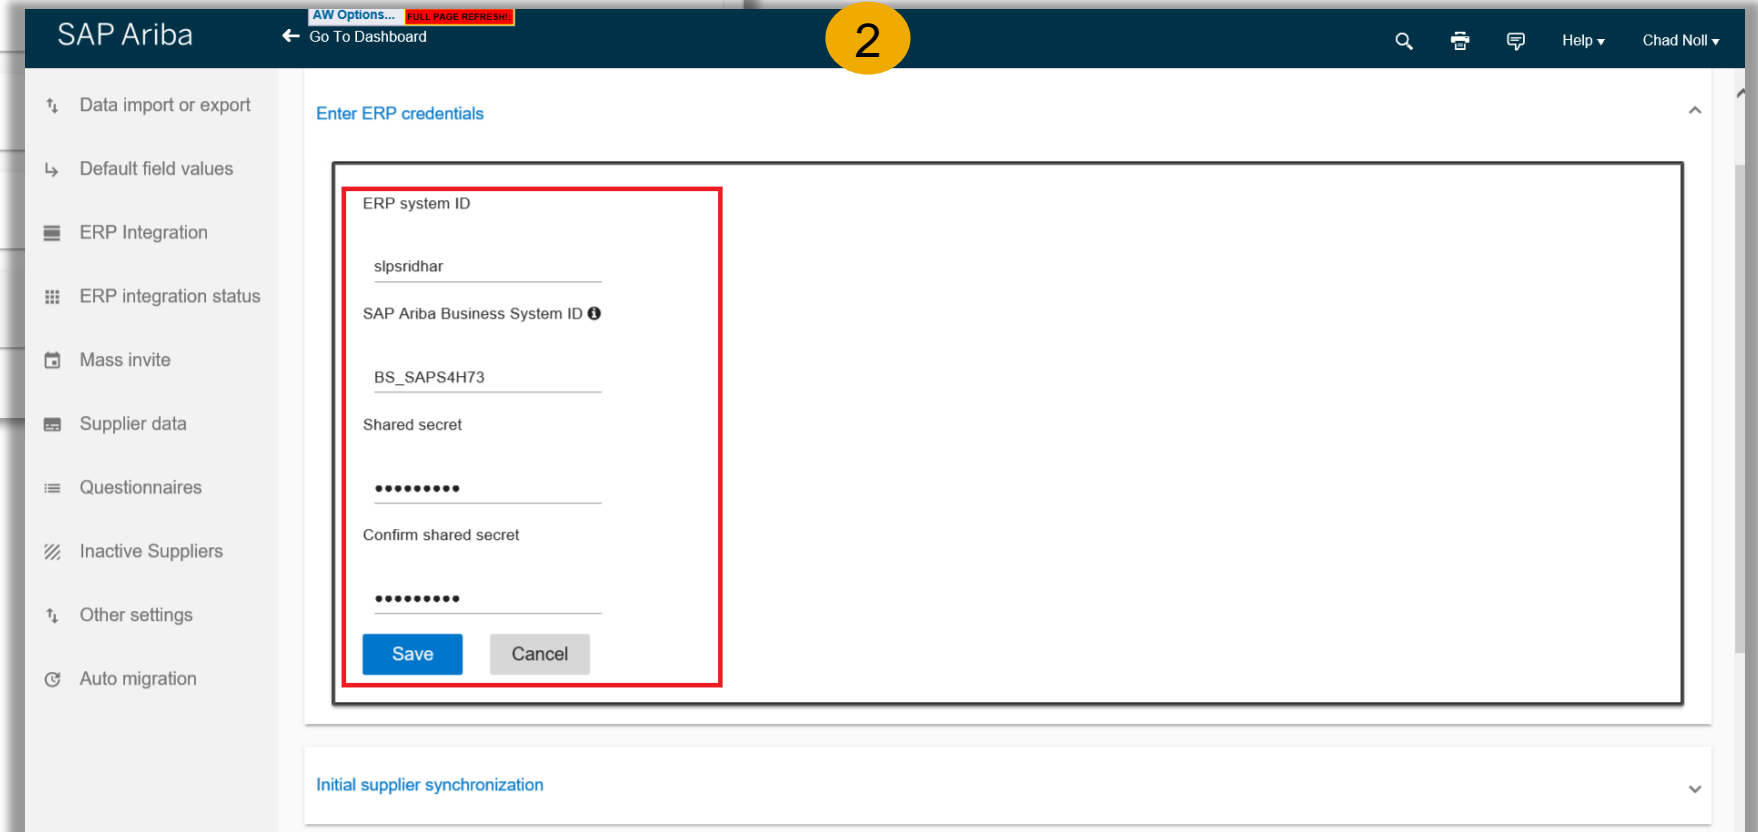 AW Options... FULL PAGE REFRESH!
SAP Ariba
Go To Dashboard
2
Help
Chad Noll
Data import or export
Default field values
ERP Integration
ERP integration status
Mass invite
Supplier data
Questionnaires
Inactive Suppliers
Other settings
Auto migration
Enter ERP credentials
ERP system ID
slpsridhar
SAP Ariba Business System ID
BS_SAPS4H73
Shared secret
•••••••••
Confirm shared secret
•••••••••
Save Cancel
Initial supplier synchronization